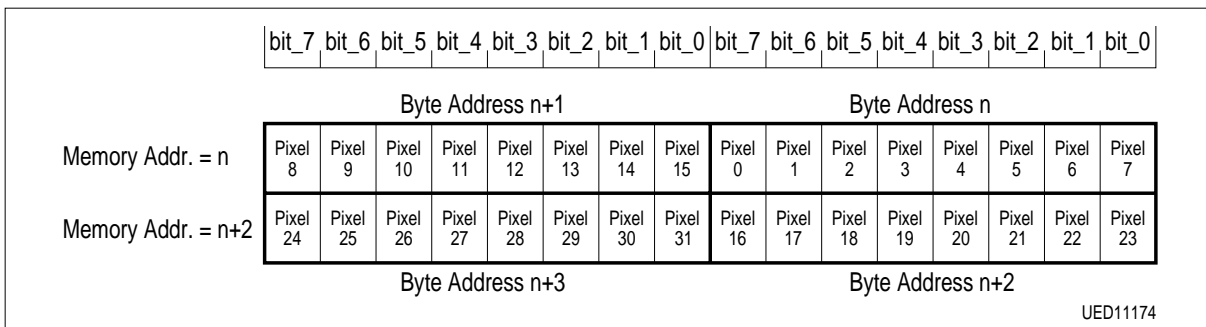 bit_7 bit_6 bit_5 bit_4 bit_3 bit_2 bit_1 bit_0 bit_7 bit_6 bit_5 bit_4 bit_3 bit_2 bit_1 bit_0
Byte Address n+1 Byte Address n
Memory Addr. = n Pixel 8 Pixel 9 Pixel 10 Pixel 11 Pixel 12 Pixel 13 Pixel 14 Pixel 15 Pixel 0 Pixel 1 Pixel 2 Pixel 3 Pixel 4 Pixel 5 Pixel 6 Pixel 7
Memory Addr. = n+2 Pixel 24 Pixel 25 Pixel 26 Pixel 27 Pixel 28 Pixel 29 Pixel 30 Pixel 31 Pixel 16 Pixel 17 Pixel 18 Pixel 19 Pixel 20 Pixel 21 Pixel 22 Pixel 23
Byte Address n+3 Byte Address n+2
UED11174